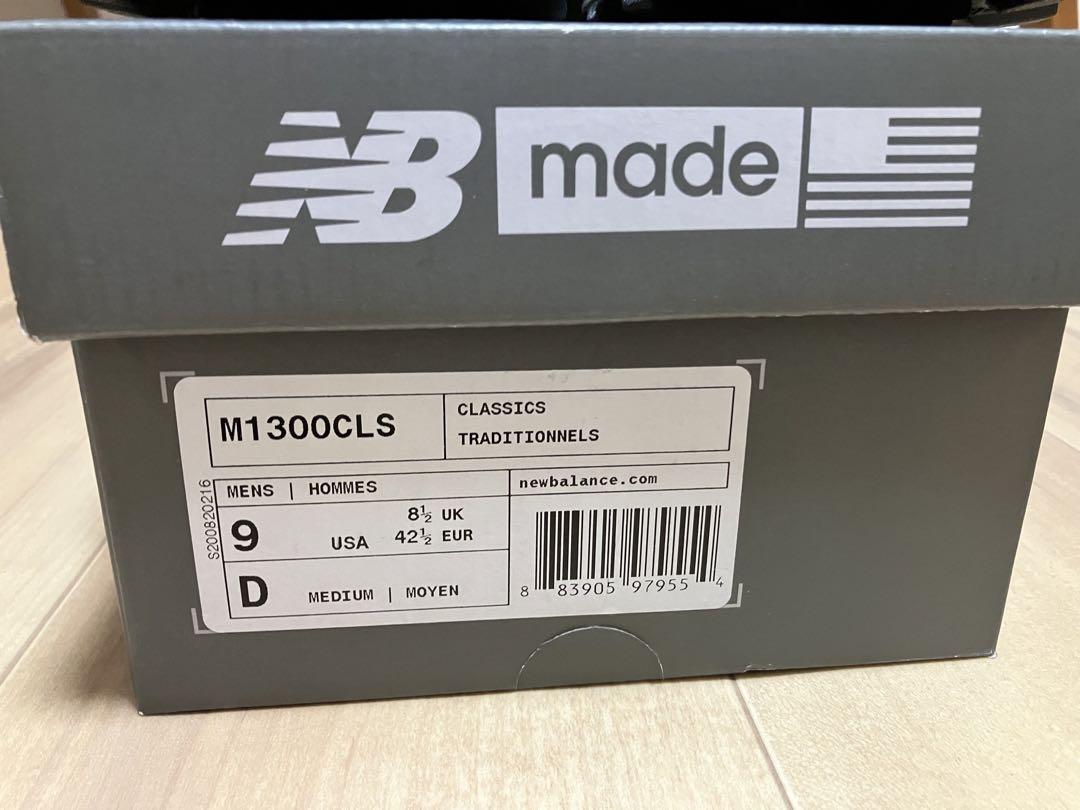 NB made
M1300CLS
CLASSICS
TRADITIONNELS
S200820216
MENS | HOMMES
newbalance.com
9 USA 8½ UK
42½ EUR
D MEDIUM | MOYEN
8 83905 97955 4